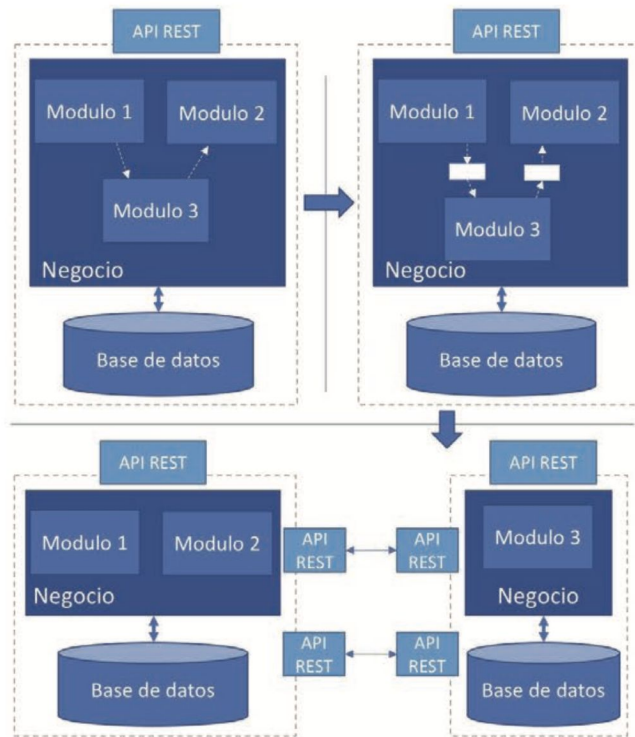 API REST
Modulo 1
Modulo 2
Modulo 3
Negocio
Base de datos
API REST
Modulo 1
Modulo 2
Modulo 3
Negocio
Base de datos
API REST
Modulo 1
Modulo 2
Negocio
Base de datos
API
REST
API
REST
API
REST
API
REST
API REST
Modulo 3
Negocio
Base de datos